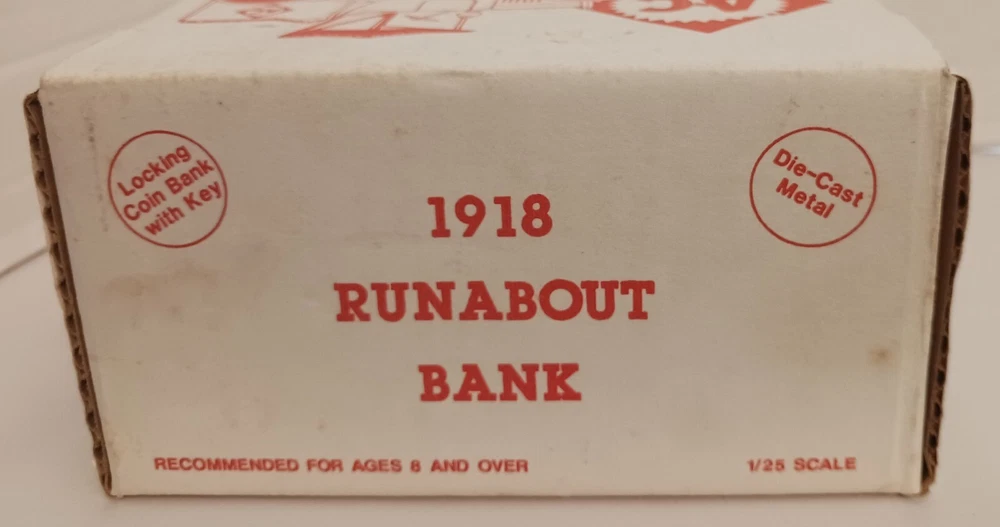 Locking
Coin Bank
with Key
Die-Cast
Metal
1918
RUNABOUT
BANK
RECOMMENDED FOR AGES 8 AND OVER
1/25 SCALE